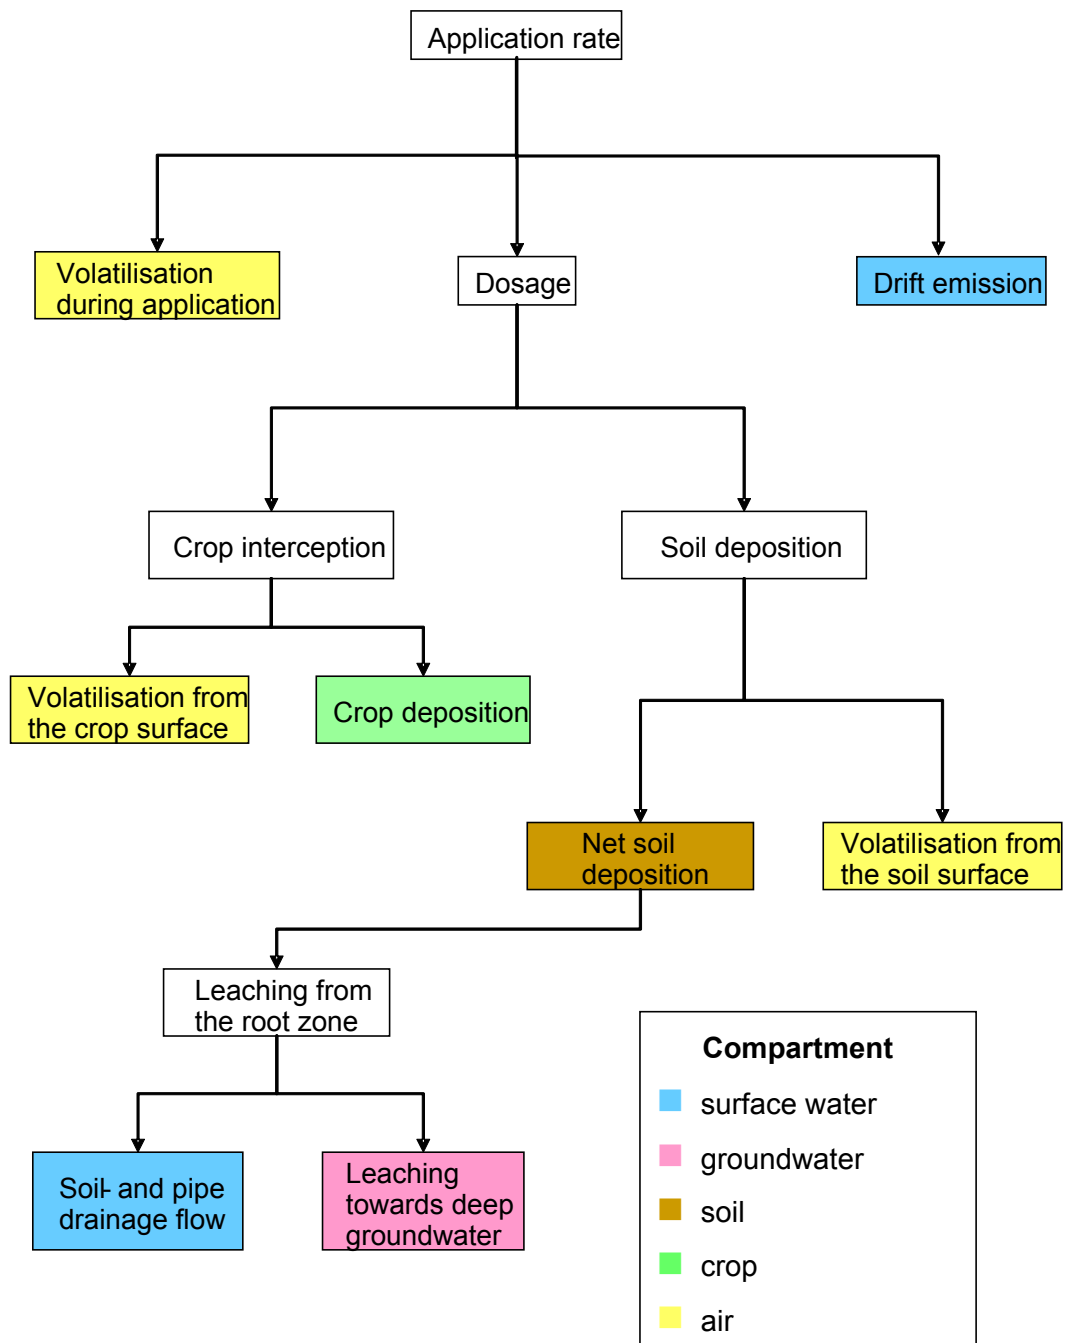 Application rate
Volatilisation
during application
Dosage
Drift emission
Crop interception
Soil deposition
Volatilisation from
the crop surface
Crop deposition
Net soil
deposition
Volatilisation from
the soil surface
Leaching from
the root zone
Soil- and pipe
drainage flow
Leaching
towards deep
groundwater
Compartment
surface water
groundwater
soil
crop
air